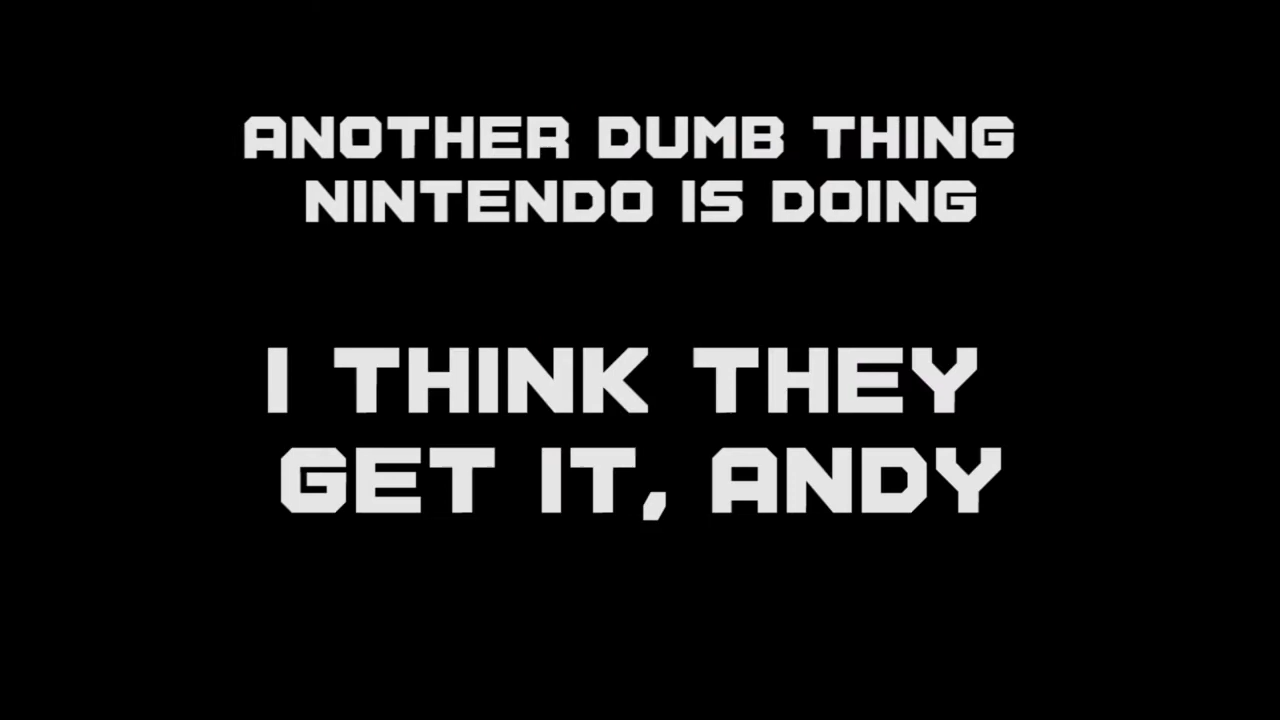 ANOTHER DUMB THING
NINTENDO IS DOING
I THINK THEY
GET IT, ANDY